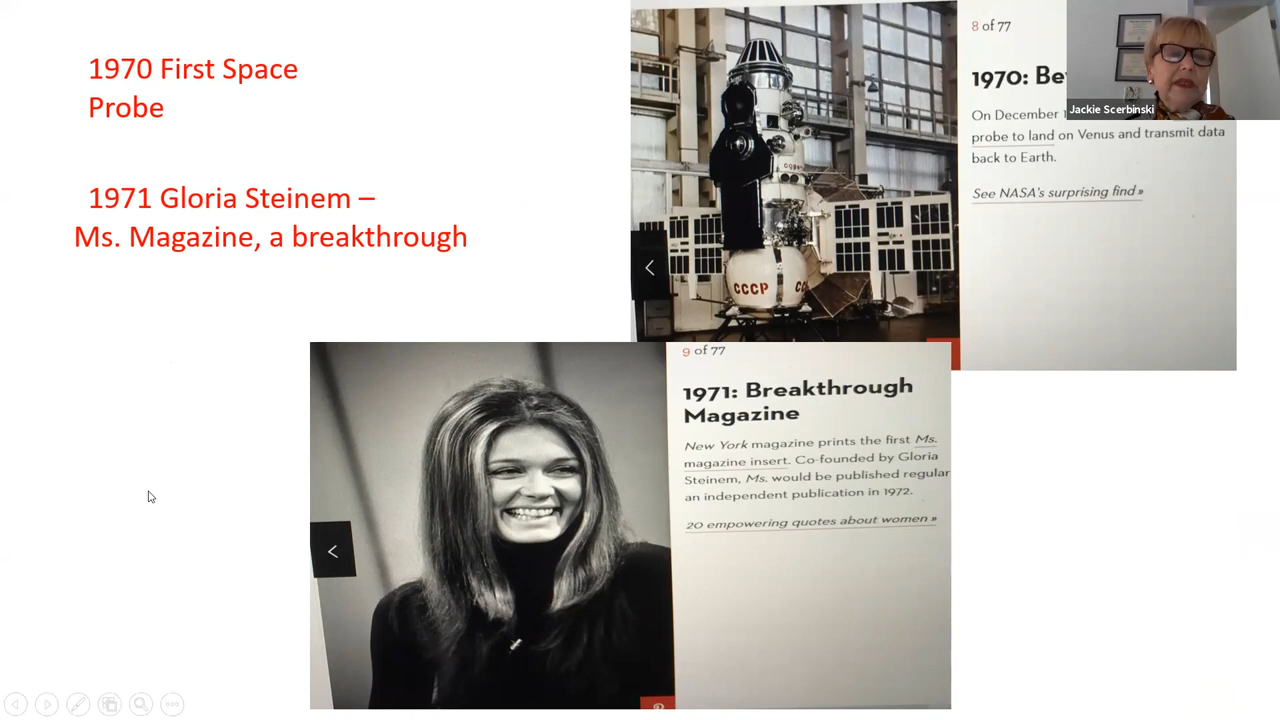 1970 First Space
Probe
1971 Gloria Steinem –
Ms. Magazine, a breakthrough
8 of 77
1970: Be
On December
probe to land on Venus and transmit data
back to Earth.
See NASA's surprising find »
Jackie Scerbinski
CCCP
9 of 77
1971: Breakthrough
Magazine
New York magazine prints the first Ms.
magazine insert. Co-founded by Gloria
Steinem, Ms. would be published regular
an independent publication in 1972.
20 empowering quotes about women »